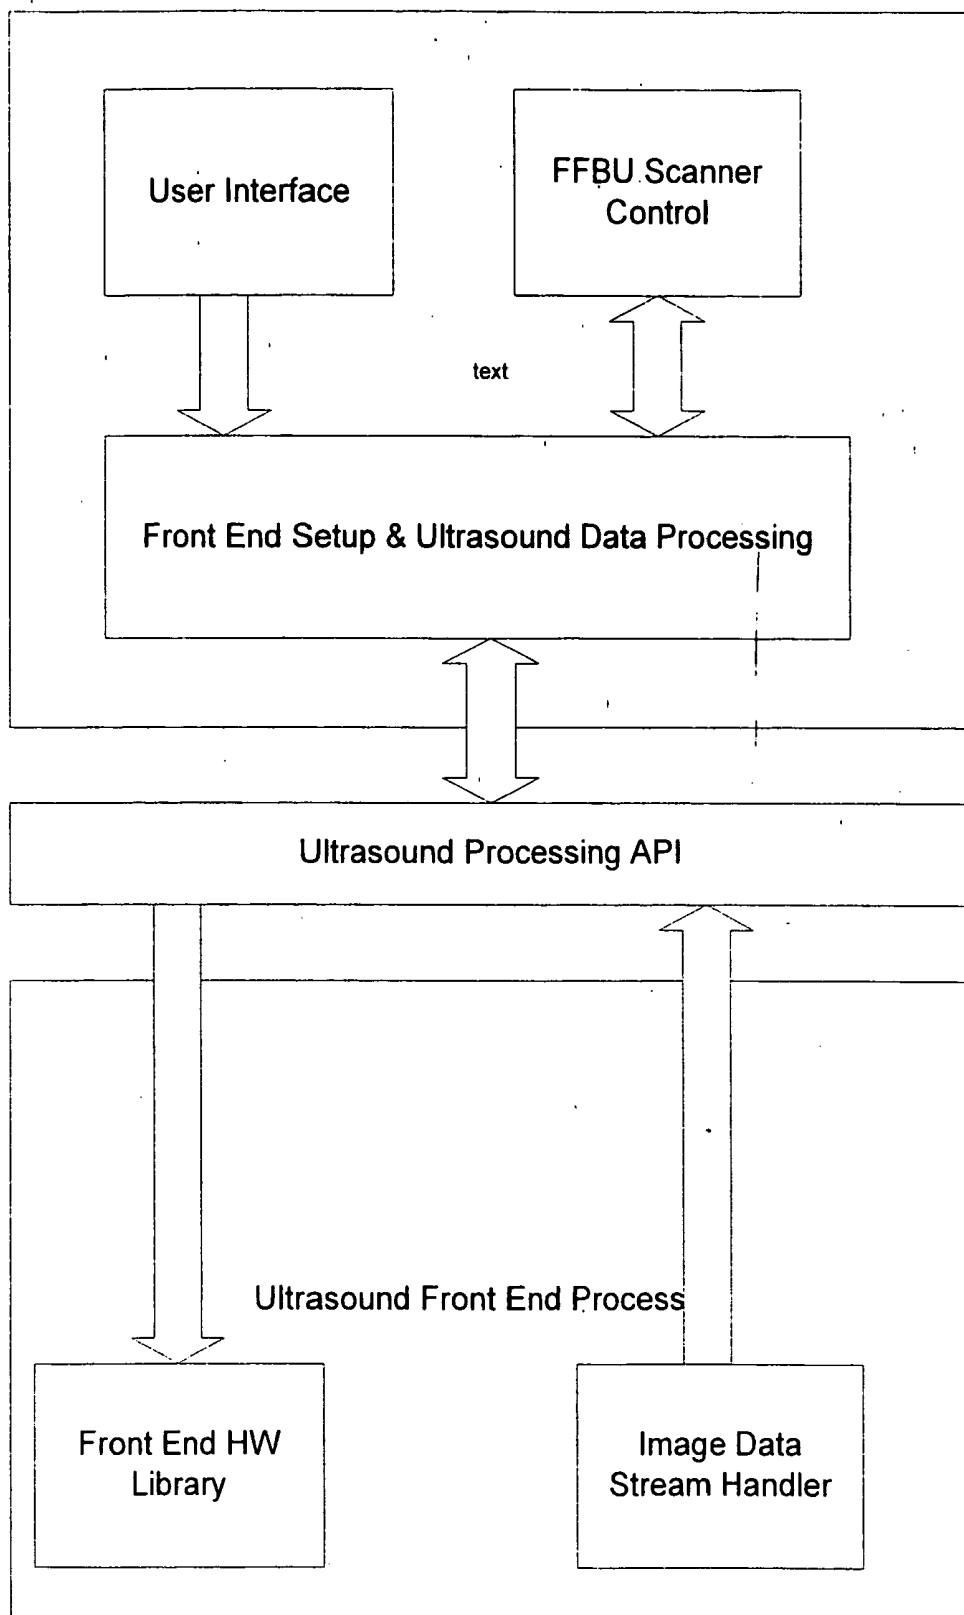 User Interface
FFBU Scanner
Control
text
Front End Setup & Ultrasound Data Processing
Ultrasound Processing API
Ultrasound Front End Process
Front End HW
Library
Image Data
Stream Handler